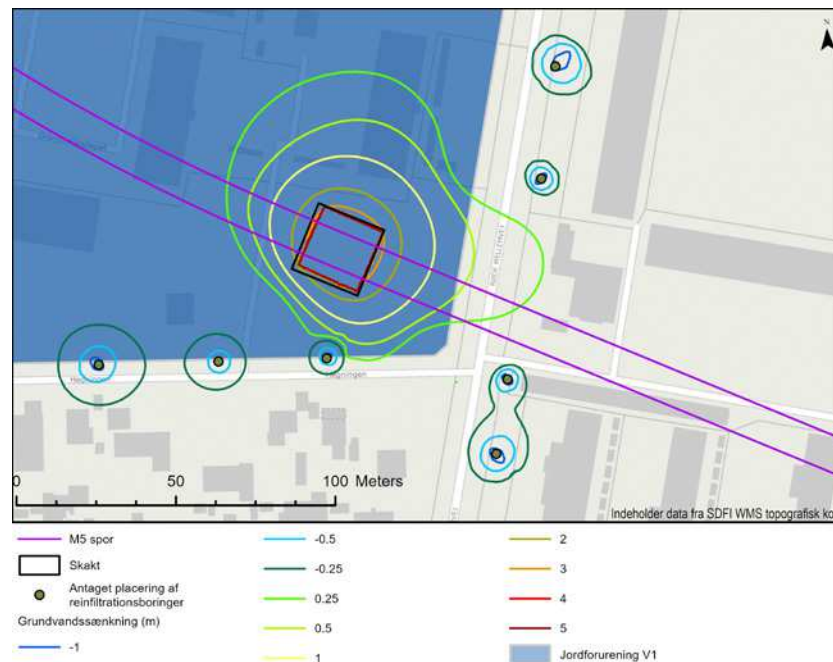 N
0 50 100 Meters
Indeholder data fra SDFI WMS topografisk ko
M5 spor
Skakt
Antaget placering af
reinfiltrationsboringer
Grundvandssænkning (m)
-1
-0.5
-0.25
0.25
0.5
1
2
3
4
5
Jordforurening V1